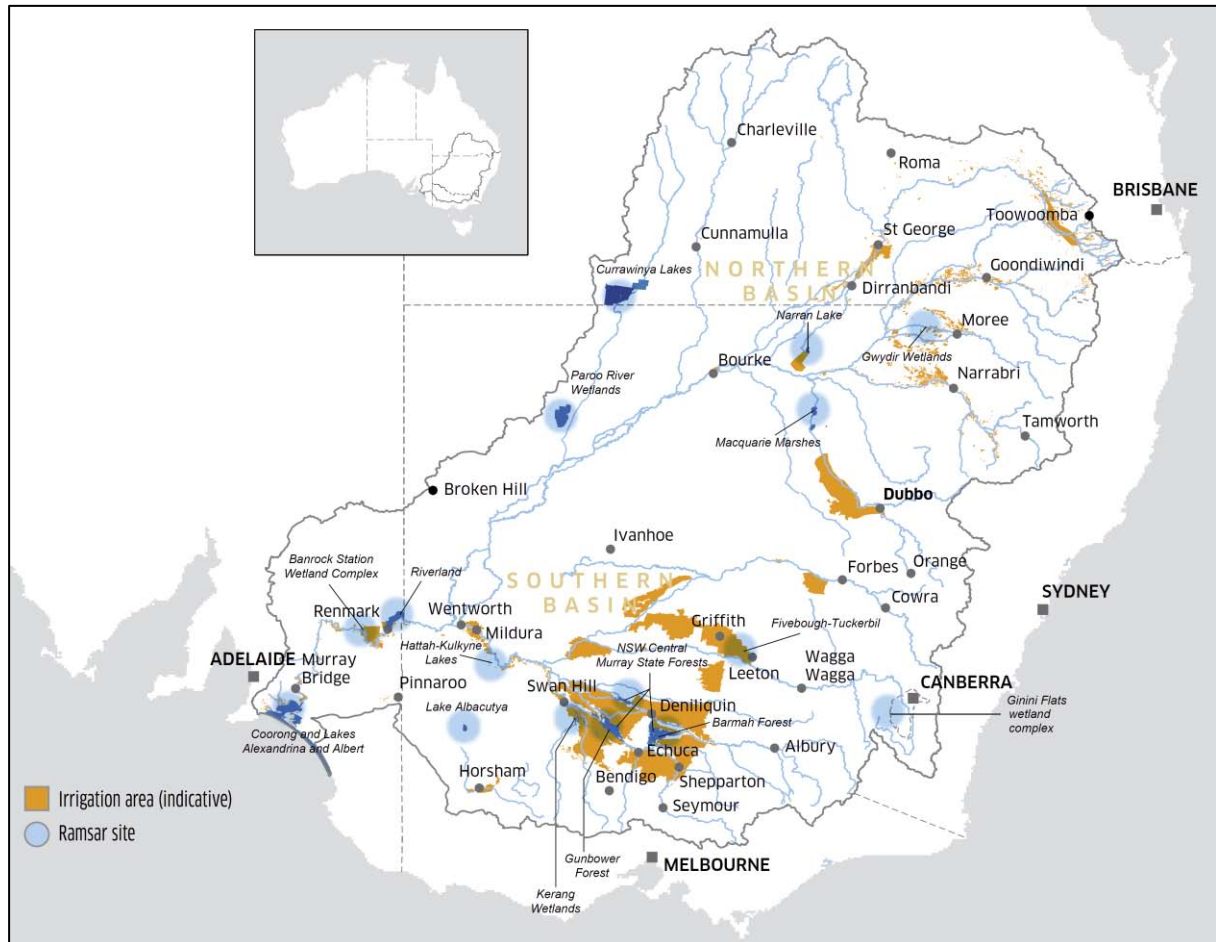 Charleville
Roma
BRISBANE
Toowoomba
Cunnamulla
St George
Currawinya Lakes
NORTHERN
BASIN
Goondiwindi
Dirranbandi
Narran Lake
Moree
Gwydir Wetlands
Bourke
Paroo River
Wetlands
Narrabri
Macquarie Marshes
Tamworth
Broken Hill
Dubbo
Ivanhoe
Banrock Station
Wetland Complex
Riverland
SOUTHERN
BASIN
Forbes
Orange
Cowra
SYDNEY
Renmark
Wentworth
Mildura
Griffith
Fivebough-Tuckerbil
Hattah-Kulkyne
Lakes
NSW Central
Murray State Forests
ADELAIDE
Murray
Bridge
Pinnaroo
Leeton
Wagga
Wagga
CANBERRA
Swan Hill
Lake Albacutya
Deniliquin
Barmah Forest
Ginini Flats
wetland
complex
Coorong and Lakes
Alexandrina and Albert
Echuca
Albury
Horsham
Bendigo
Shepparton
Seymour
Irrigation area (indicative)
Ramsar site
Gunbower
Forest
MELBOURNE
Kerang
Wetlands